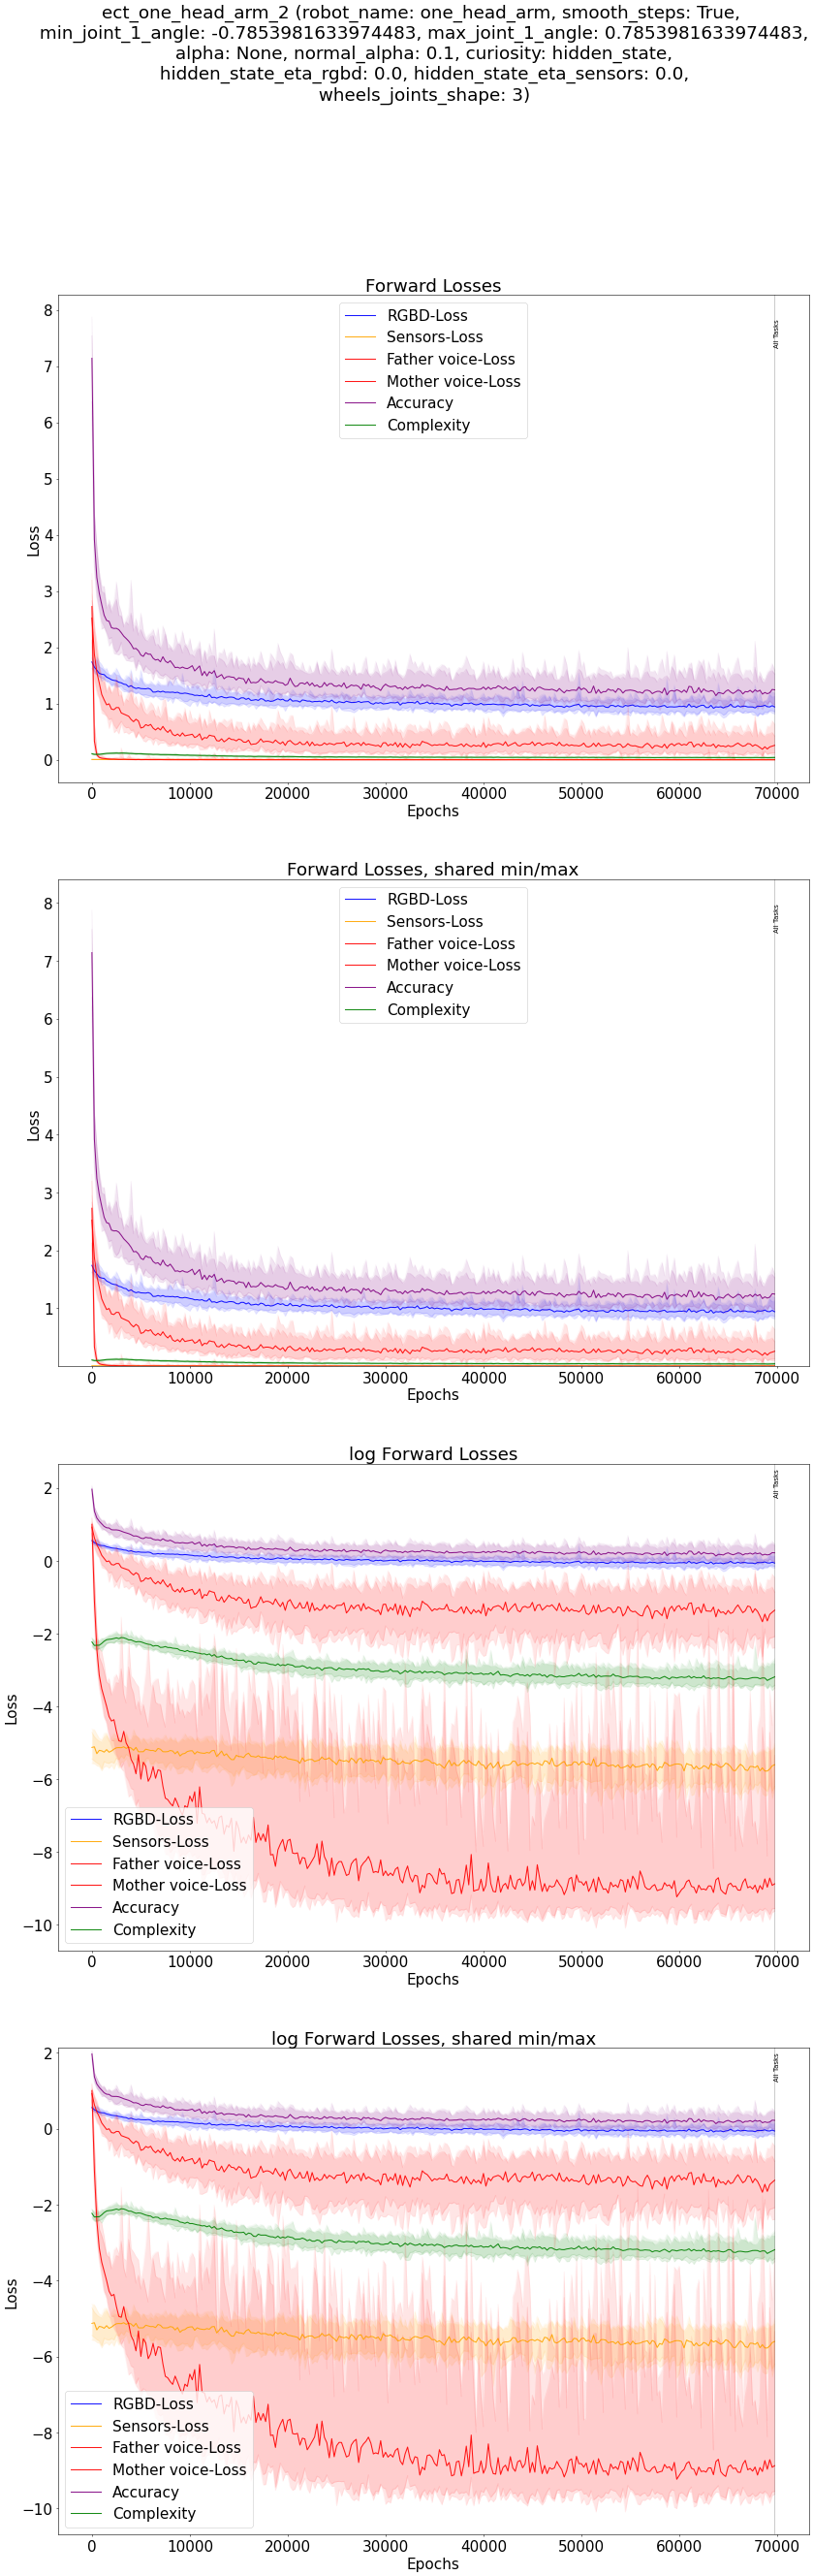 ect_one_head_arm_2 (robot_name: one_head_arm, smooth_steps: True,
min_joint_1_angle: -0.7853981633974483, max_joint_1_angle: 0.7853981633974483,
alpha: None, normal_alpha: 0.1, curiosity: hidden_state,
hidden_state_eta_rgbd: 0.0, hidden_state_eta_sensors: 0.0,
wheels_joints_shape: 3)
Forward Losses
8
7
6
5
4
3
2
1
0
Loss
RGBD-Loss
Sensors-Loss
Father voice-Loss
Mother voice-Loss
Accuracy
Complexity
All Tasks
0 10000 20000 30000 40000 50000 60000 70000
Epochs
Forward Losses, shared min/max
8
7
6
5
4
3
2
1
Loss
RGBD-Loss
Sensors-Loss
Father voice-Loss
Mother voice-Loss
Accuracy
Complexity
All Tasks
0 10000 20000 30000 40000 50000 60000 70000
Epochs
log Forward Losses
2
0
−2
−4
−6
−8
−10
Loss
All Tasks
RGBD-Loss
Sensors-Loss
Father voice-Loss
Mother voice-Loss
Accuracy
Complexity
0 10000 20000 30000 40000 50000 60000 70000
Epochs
log Forward Losses, shared min/max
2
0
−2
−4
−6
−8
−10
Loss
All Tasks
RGBD-Loss
Sensors-Loss
Father voice-Loss
Mother voice-Loss
Accuracy
Complexity
0 10000 20000 30000 40000 50000 60000 70000
Epochs